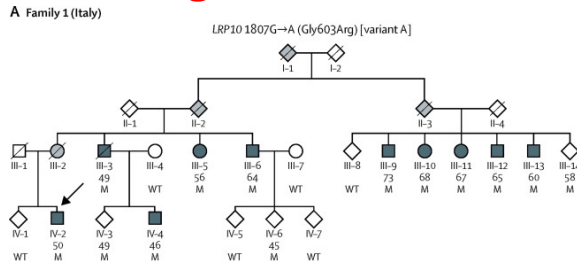 A Family 1 (Italy)
LRP10 1807G→A (Gly603Arg) [variant A]
I-1 I-2
II-1 II-2 II-3 II-4
III-1 III-2 III-3 III-4 III-5 III-6 III-7 III-8 III-9 III-10 III-11 III-12 III-13 III-14
49 WT 56 64 WT WT 73 68 67 65 60 58
M M M M M M M M M
IV-1 IV-2 IV-3 IV-4 IV-5 IV-6 IV-7
50 49 46 45
WT M M M WT M WT